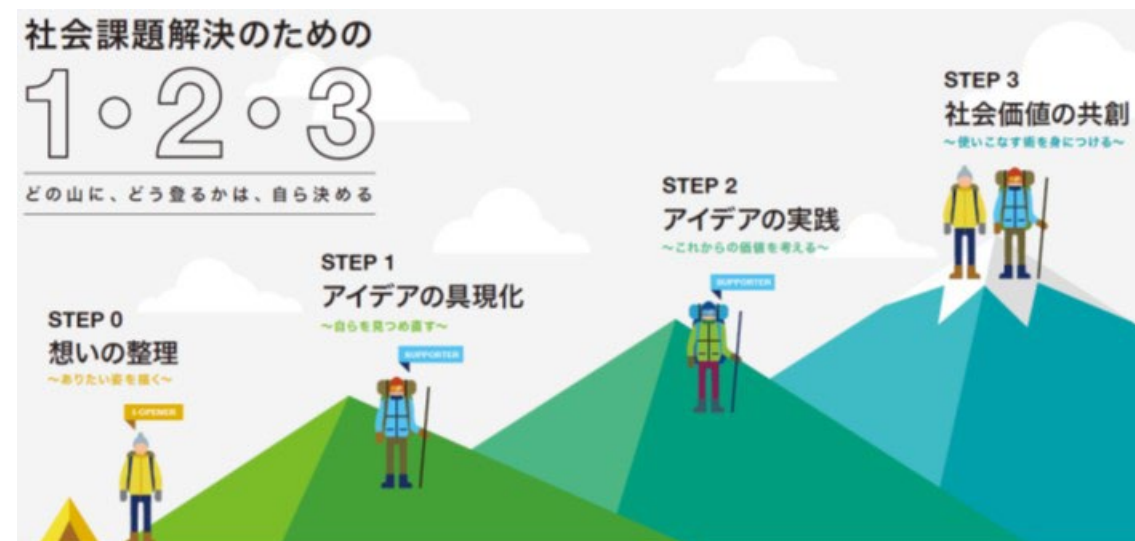 社会課題解決のための
1・2・3
どの山に、どう登るかは、自ら決める
STEP 0
想いの整理
〜ありたい姿を描く〜
I-OPENER
STEP 1
アイデアの具現化
〜自らを見つめ直す〜
SUPPORTER
STEP 2
アイデアの実践
〜これからの価値を考える〜
SUPPORTER
STEP 3
社会価値の共創
〜使いこなす術を身につける〜